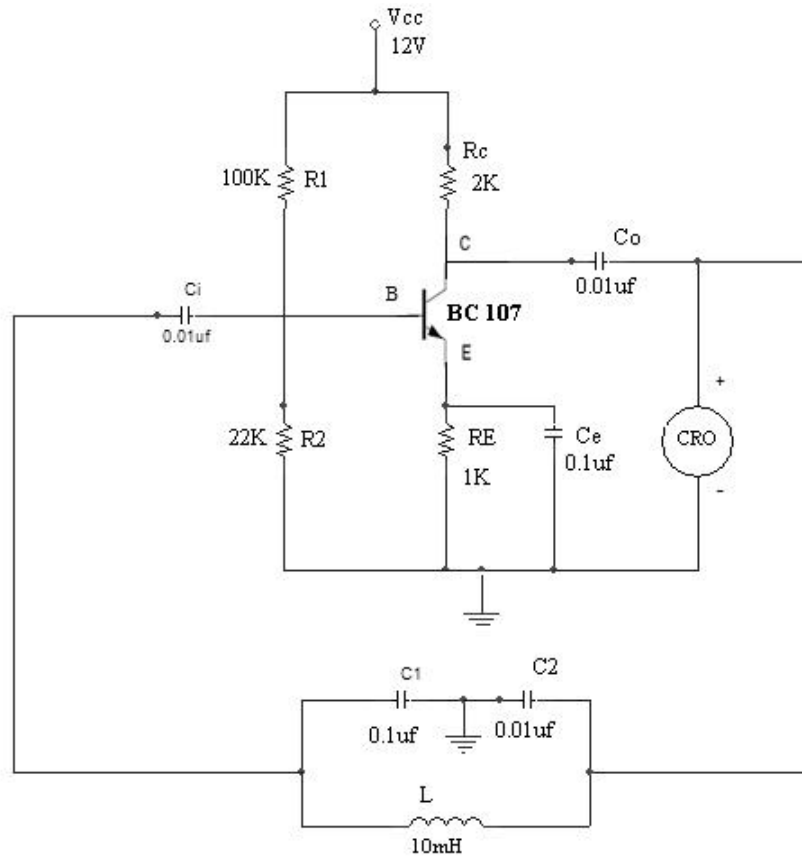 Vcc
12V
Rc
2K
100K R1
C
Co
0.01uf
Ci
0.01uf
B
BC 107
E
+
22K R2
RE
1K
Ce
0.1uf
CRO
-
C1
0.1uf
C2
0.01uf
L
10mH